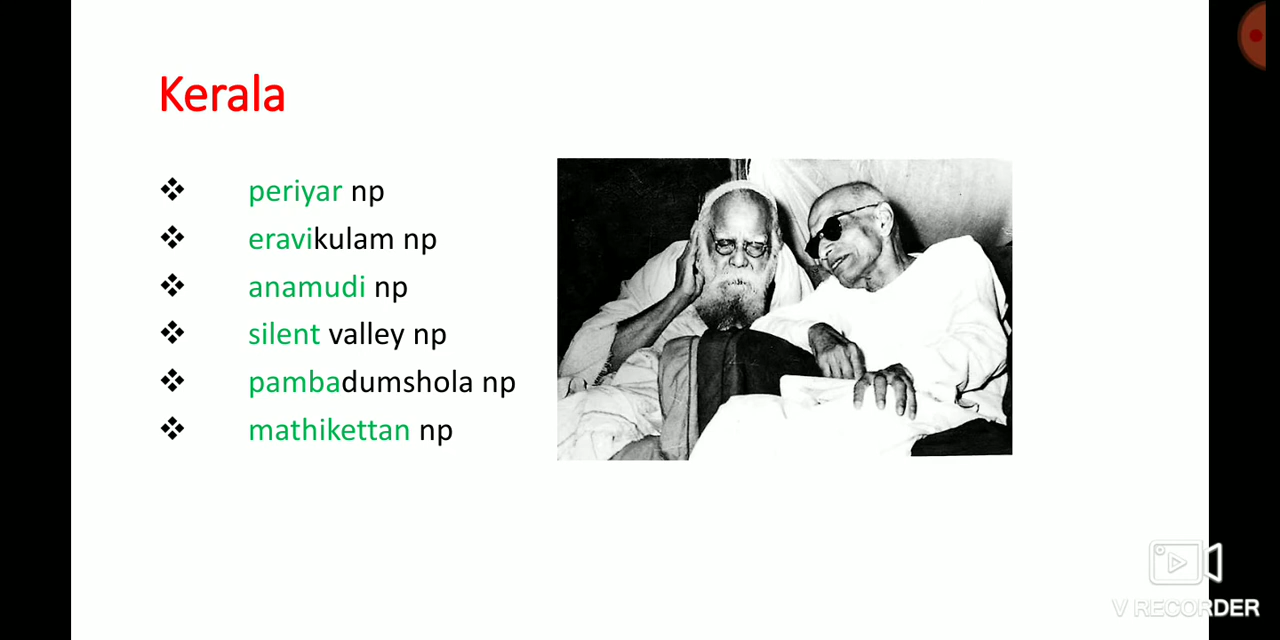 Kerala
❖ periyar np
❖ eravikulam np
❖ anamudi np
❖ silent valley np
❖ pambadumshola np
❖ mathikettan np
V RECORDER